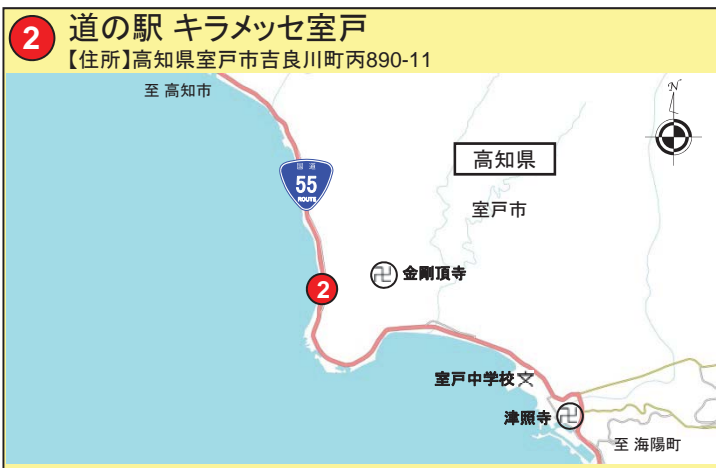 2 道の駅 キラメッセ室戸
【住所】高知県室戸市吉良川町丙890-11
至 高知市
N
国道
55
ROUTE
高知県
室戸市
卍 金剛頂寺
2
室戸中学校 文
津照寺 卍
至 海陽町